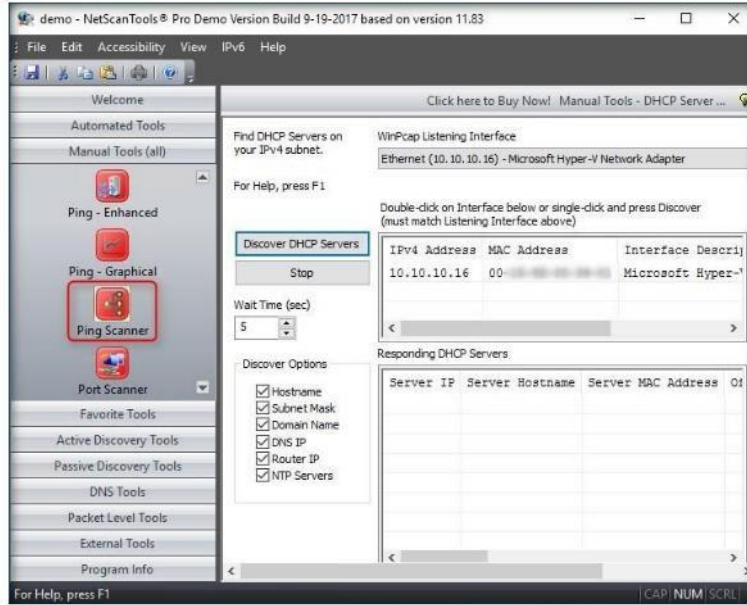 demo - NetScanTools® Pro Demo Version Build 9-19-2017 based on version 11.83
File Edit Accessibility View IPv6 Help
Welcome
Automated Tools
Manual Tools (all)
Ping - Enhanced
Ping - Graphical
Ping Scanner
Port Scanner
Favorite Tools
Active Discovery Tools
Passive Discovery Tools
DNS Tools
Packet Level Tools
External Tools
Program Info
Click here to Buy Now! Manual Tools - DHCP Server ...
Find DHCP Servers on
your IPv4 subnet.
For Help, press F1
Discover DHCP Servers
Stop
Wait Time (sec)
5
Discover Options
Hostname
Subnet Mask
Domain Name
DNS IP
Router IP
NTP Servers
WinPcap Listening Interface
Ethernet (10.10.10.16) - Microsoft Hyper-V Network Adapter
Double-click on Interface below or single-click and press Discover
(must match Listening Interface above)
IPv4 Address MAC Address Interface Descrip
10.10.10.16 00- Microsoft Hyper-V
Responding DHCP Servers
Server IP Server Hostname Server MAC Address Of
For Help, press F1
CAP NUM SCRL